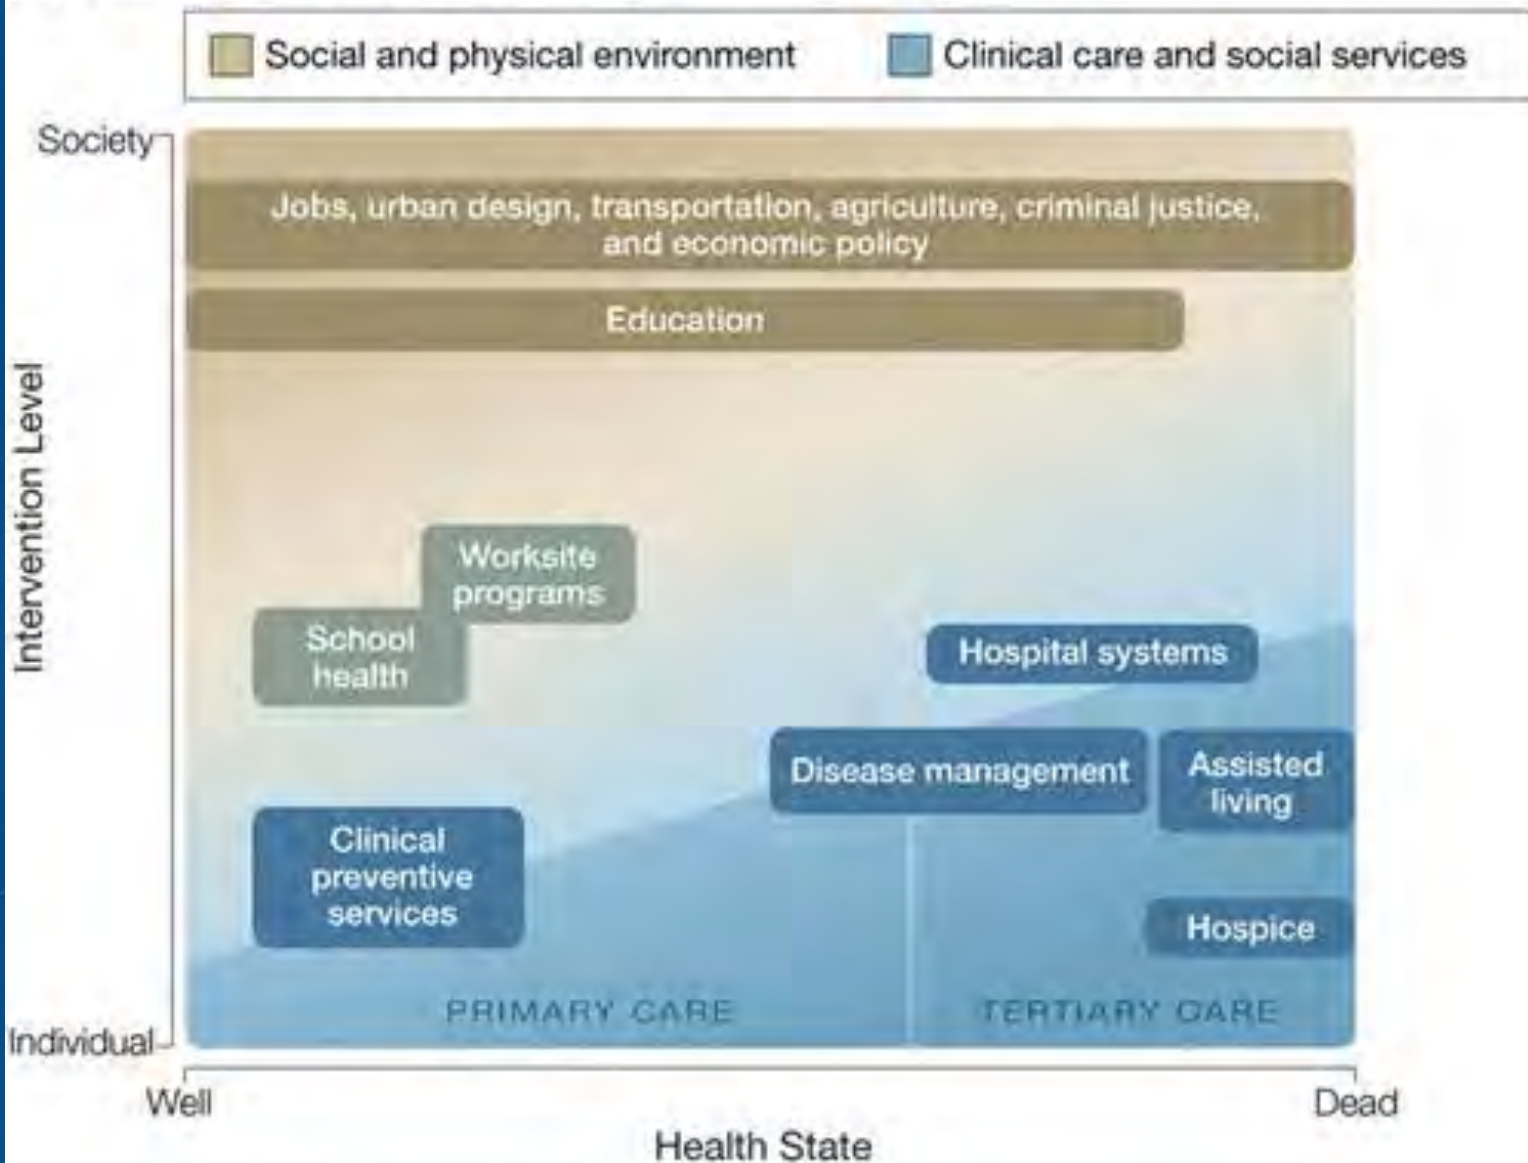 Social and physical environment
Clinical care and social services
Society
Jobs, urban design, transportation, agriculture, criminal justice,
and economic policy
Education
Intervention Level
Worksite
programs
School
health
Hospital systems
Disease management
Assisted
living
Clinical
preventive
services
Hospice
PRIMARY CARE
TERTIARY CARE
Individual
Well
Dead
Health State